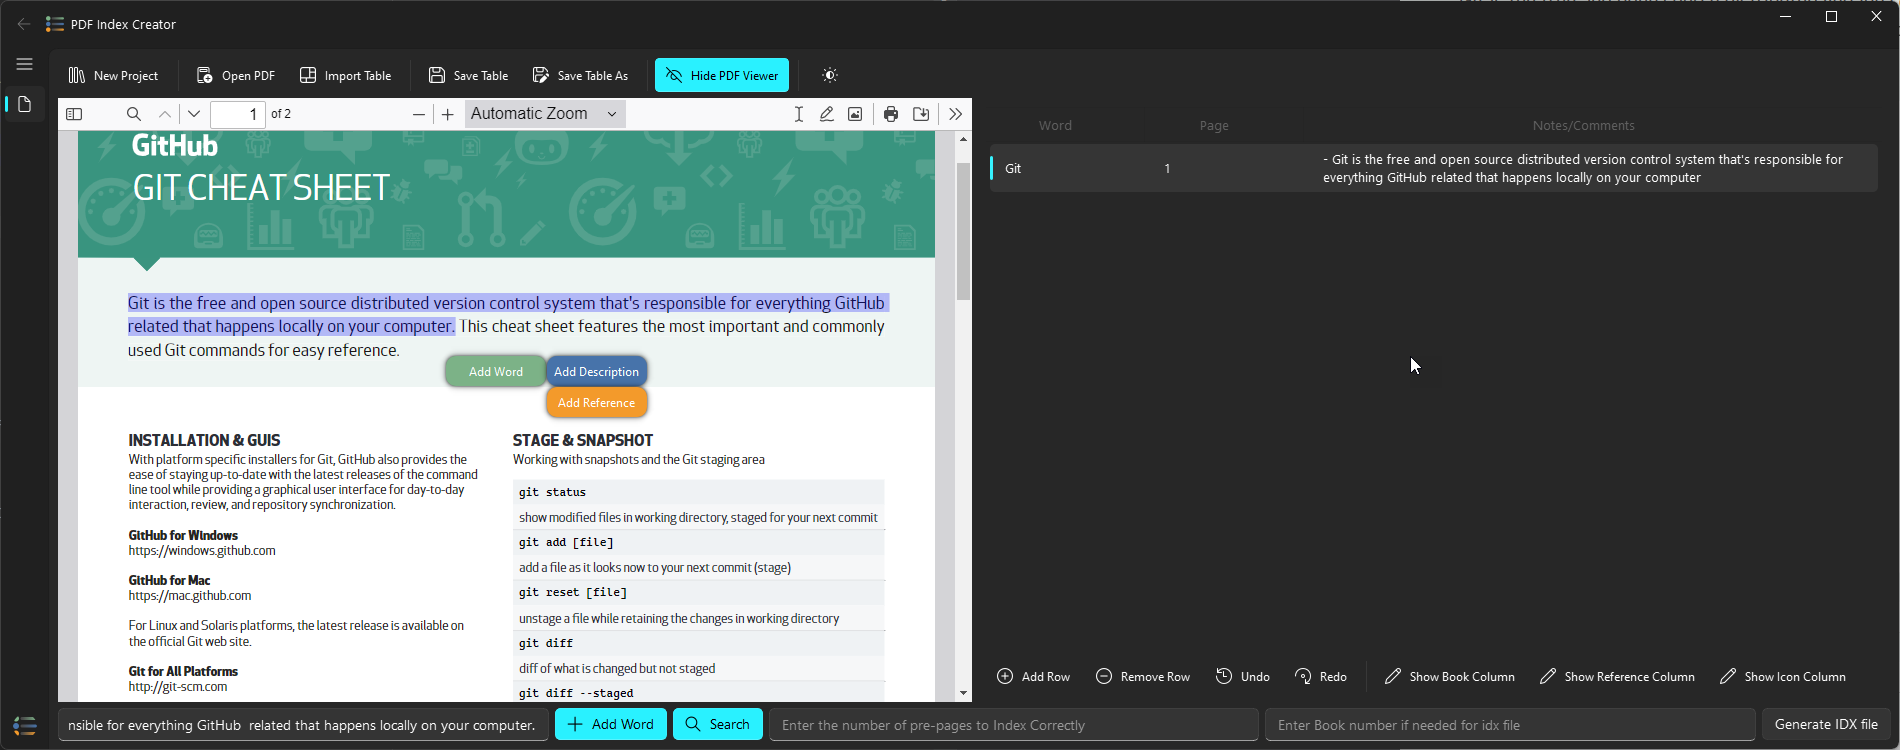 PDF Index Creator
New Project
Open PDF
Import Table
Save Table
Save Table As
Hide PDF Viewer
1 of 2
Automatic Zoom
GitHub
GIT CHEAT SHEET
Git is the free and open source distributed version control system that's responsible for everything GitHub
related that happens locally on your computer. This cheat sheet features the most important and commonly
used Git commands for easy reference.
Add Word
Add Description
Add Reference
INSTALLATION & GUIS
With platform specific installers for Git, GitHub also provides the
ease of staying up-to-date with the latest releases of the command
line tool while providing a graphical user interface for day-to-day
interaction, review, and repository synchronization.
GitHub for Windows
https://windows.github.com
GitHub for Mac
https://mac.github.com
For Linux and Solaris platforms, the latest release is available on
the official Git web site.
Git for All Platforms
http://git-scm.com
STAGE & SNAPSHOT
Working with snapshots and the Git staging area
git status
show modified files in working directory, staged for your next commit
git add [file]
add a file as it looks now to your next commit (stage)
git reset [file]
unstage a file while retaining the changes in working directory
git diff
diff of what is changed but not staged
git diff --staged
Word Page Notes/Comments
Git 1 - Git is the free and open source distributed version control system that's responsible for
everything GitHub related that happens locally on your computer
Add Row
Remove Row
Undo
Redo
Show Book Column
Show Reference Column
Show Icon Column
nsible for everything GitHub  related that happens locally on your computer.
Add Word
Search
Enter the number of pre-pages to Index Correctly
Enter Book number if needed for idx file
Generate IDX file